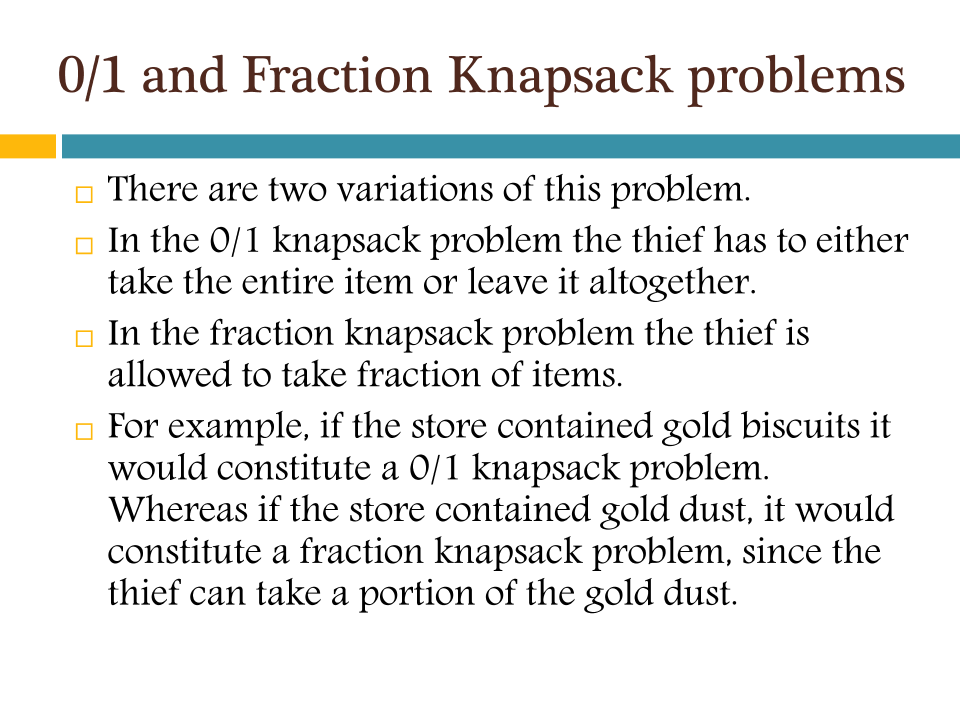 0/1 and Fraction Knapsack problems
There are two variations of this problem.
In the 0/1 knapsack problem the thief has to either
take the entire item or leave it altogether.
In the fraction knapsack problem the thief is
allowed to take fraction of items.
For example, if the store contained gold biscuits it
would constitute a 0/1 knapsack problem.
Whereas if the store contained gold dust, it would
constitute a fraction knapsack problem, since the
thief can take a portion of the gold dust.